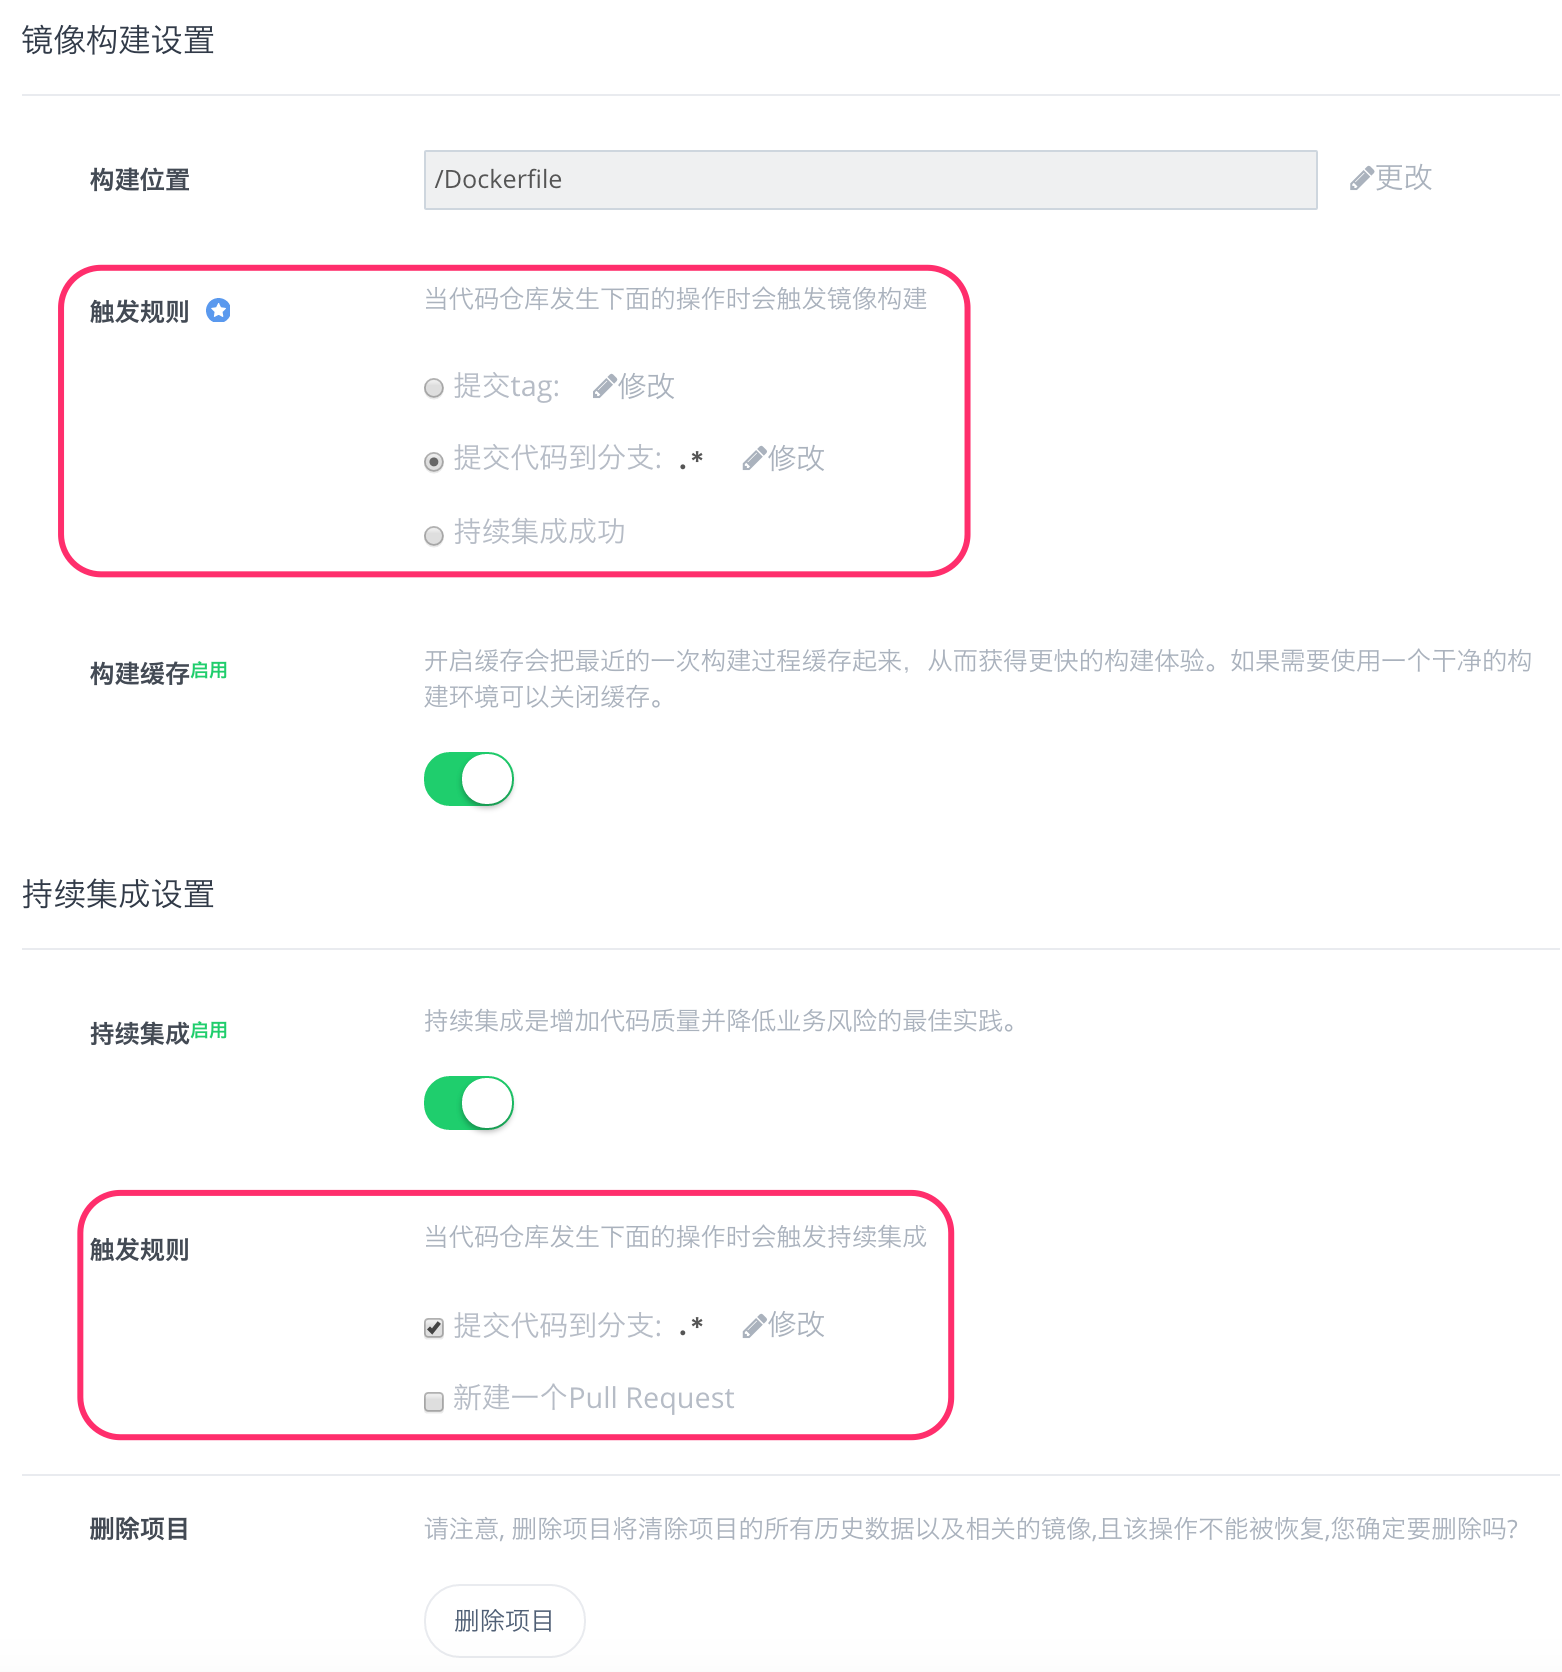 镜像构建设置
构建位置
/Dockerfile
更改
触发规则
当代码仓库发生下面的操作时会触发镜像构建
提交tag: 修改
提交代码到分支: .* 修改
持续集成成功
构建缓存启用
开启缓存会把最近的一次构建过程缓存起来，从而获得更快的构建体验。如果需要使用一个干净的构
建环境可以关闭缓存。
持续集成设置
持续集成启用
持续集成是增加代码质量并降低业务风险的最佳实践。
触发规则
当代码仓库发生下面的操作时会触发持续集成
提交代码到分支: .* 修改
新建一个Pull Request
删除项目
请注意, 删除项目将清除项目的所有历史数据以及相关的镜像,且该操作不能被恢复,您确定要删除吗?
删除项目